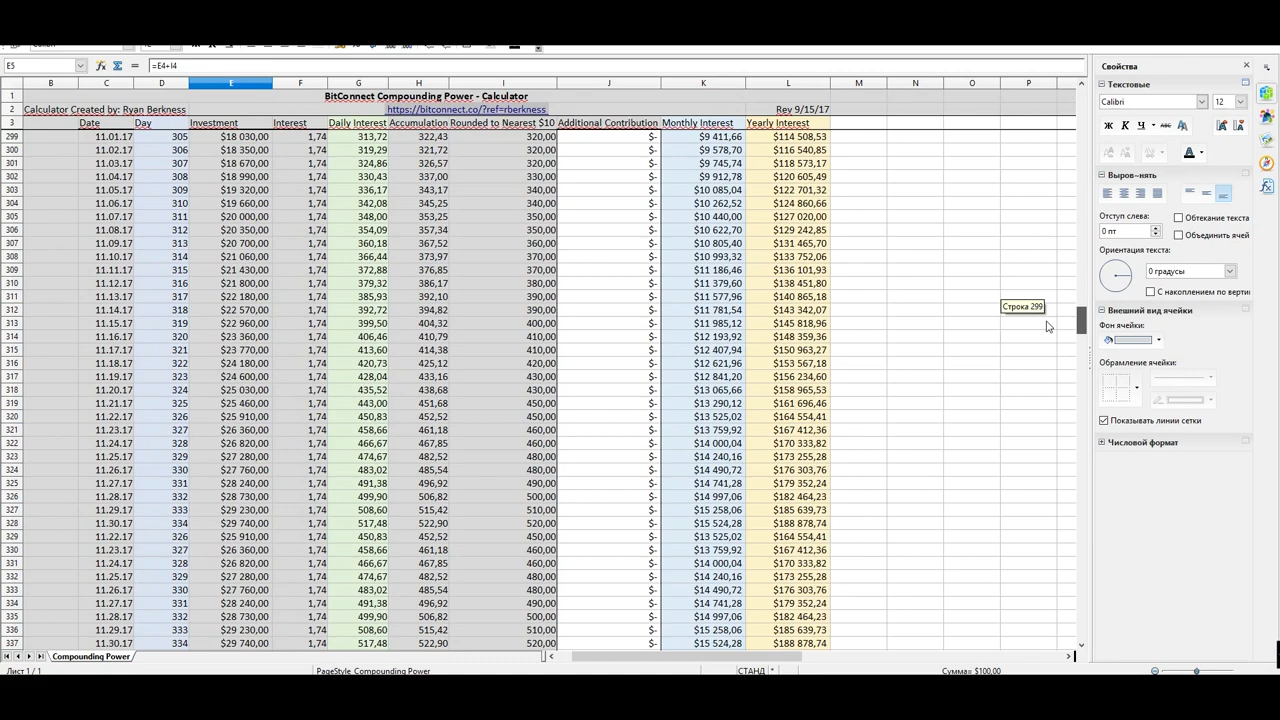 E5 =E4+I4
B C D E F G H I J K L M N O P
1 BitConnect Compounding Power - Calculator
2 Calculator Created by: Ryan Berkness https://bitconnect.co/?ref=rberkness Rev 9/15/17
3 Date Day Investment Interest Daily Interest Accumulation Rounded to Nearest $10 Additional Contribution Monthly Interest Yearly Interest
299 11.01.17 305 $18 030,00 1,74 313,72 322,43 320,00 $- $9 411,66 $114 508,53
300 11.02.17 306 $18 350,00 1,74 319,29 321,72 320,00 $- $9 578,70 $116 540,85
301 11.03.17 307 $18 670,00 1,74 324,86 326,57 320,00 $- $9 745,74 $118 573,17
302 11.04.17 308 $18 990,00 1,74 330,43 337,00 330,00 $- $9 912,78 $120 605,49
303 11.05.17 309 $19 320,00 1,74 336,17 343,17 340,00 $- $10 085,04 $122 701,32
304 11.06.17 310 $19 660,00 1,74 342,08 345,25 340,00 $- $10 262,52 $124 860,66
305 11.07.17 311 $20 000,00 1,74 348,00 353,25 350,00 $- $10 440,00 $127 020,00
306 11.08.17 312 $20 350,00 1,74 354,09 357,34 350,00 $- $10 622,70 $129 242,85
307 11.09.17 313 $20 700,00 1,74 360,18 367,52 360,00 $- $10 805,40 $131 465,70
308 11.10.17 314 $21 060,00 1,74 366,44 373,97 370,00 $- $10 993,32 $133 752,06
309 11.11.17 315 $21 430,00 1,74 372,88 376,85 370,00 $- $11 186,46 $136 101,93
310 11.12.17 316 $21 800,00 1,74 379,32 386,17 380,00 $- $11 379,60 $138 451,80
311 11.13.17 317 $22 180,00 1,74 385,93 392,10 390,00 $- $11 577,96 $140 865,18
312 11.14.17 318 $22 570,00 1,74 392,72 394,82 390,00 $- $11 781,54 $143 342,07
313 11.15.17 319 $22 960,00 1,74 399,50 404,32 400,00 $- $11 985,12 $145 818,96
314 11.16.17 320 $23 360,00 1,74 406,46 410,79 410,00 $- $12 193,92 $148 359,36
315 11.17.17 321 $23 770,00 1,74 413,60 414,38 410,00 $- $12 407,94 $150 963,27
316 11.18.17 322 $24 180,00 1,74 420,73 425,12 420,00 $- $12 621,96 $153 567,18
317 11.19.17 323 $24 600,00 1,74 428,04 433,16 430,00 $- $12 841,20 $156 234,60
318 11.20.17 324 $25 030,00 1,74 435,52 438,68 430,00 $- $13 065,66 $158 965,53
319 11.21.17 325 $25 460,00 1,74 443,00 451,68 450,00 $- $13 290,12 $161 696,46
320 11.22.17 326 $25 910,00 1,74 450,83 452,52 450,00 $- $13 525,02 $164 554,41
321 11.23.17 327 $26 360,00 1,74 458,66 461,18 460,00 $- $13 759,92 $167 412,36
322 11.24.17 328 $26 820,00 1,74 466,67 467,85 460,00 $- $14 000,04 $170 333,82
323 11.25.17 329 $27 280,00 1,74 474,67 482,52 480,00 $- $14 240,16 $173 255,28
324 11.26.17 330 $27 760,00 1,74 483,02 485,54 480,00 $- $14 490,72 $176 303,76
325 11.27.17 331 $28 240,00 1,74 491,38 496,92 490,00 $- $14 741,28 $179 352,24
326 11.28.17 332 $28 730,00 1,74 499,90 506,82 500,00 $- $14 997,06 $182 464,23
327 11.29.17 333 $29 230,00 1,74 508,60 515,42 510,00 $- $15 258,06 $185 639,73
328 11.30.17 334 $29 740,00 1,74 517,48 522,90 520,00 $- $15 524,28 $188 878,74
329 11.22.17 326 $25 910,00 1,74 450,83 452,52 450,00 $- $13 525,02 $164 554,41
330 11.23.17 327 $26 360,00 1,74 458,66 461,18 460,00 $- $13 759,92 $167 412,36
331 11.24.17 328 $26 820,00 1,74 466,67 467,85 460,00 $- $14 000,04 $170 333,82
332 11.25.17 329 $27 280,00 1,74 474,67 482,52 480,00 $- $14 240,16 $173 255,28
333 11.26.17 330 $27 760,00 1,74 483,02 485,54 480,00 $- $14 490,72 $176 303,76
334 11.27.17 331 $28 240,00 1,74 491,38 496,92 490,00 $- $14 741,28 $179 352,24
335 11.28.17 332 $28 730,00 1,74 499,90 506,82 500,00 $- $14 997,06 $182 464,23
336 11.29.17 333 $29 230,00 1,74 508,60 515,42 510,00 $- $15 258,06 $185 639,73
337 11.30.17 334 $29 740,00 1,74 517,48 522,90 520,00 $- $15 524,28 $188 878,74
Строка 299
Compounding Power
Лист 1 / 1 PageStyle Compounding Power СТАНД * Сумма=$100,00
Свойства
Текстовые
Calibri 12
Ж К Ч ABC A
A
Выров~нять
Отступ слева: Обтекание текста
0 пт Объединить ячей
Ориентация текста:
0 градусы
С накоплением по верти
Внешний вид ячейки
Фон ячейки:
Обрамление ячейки:
Показывать линии сетки
Числовой формат